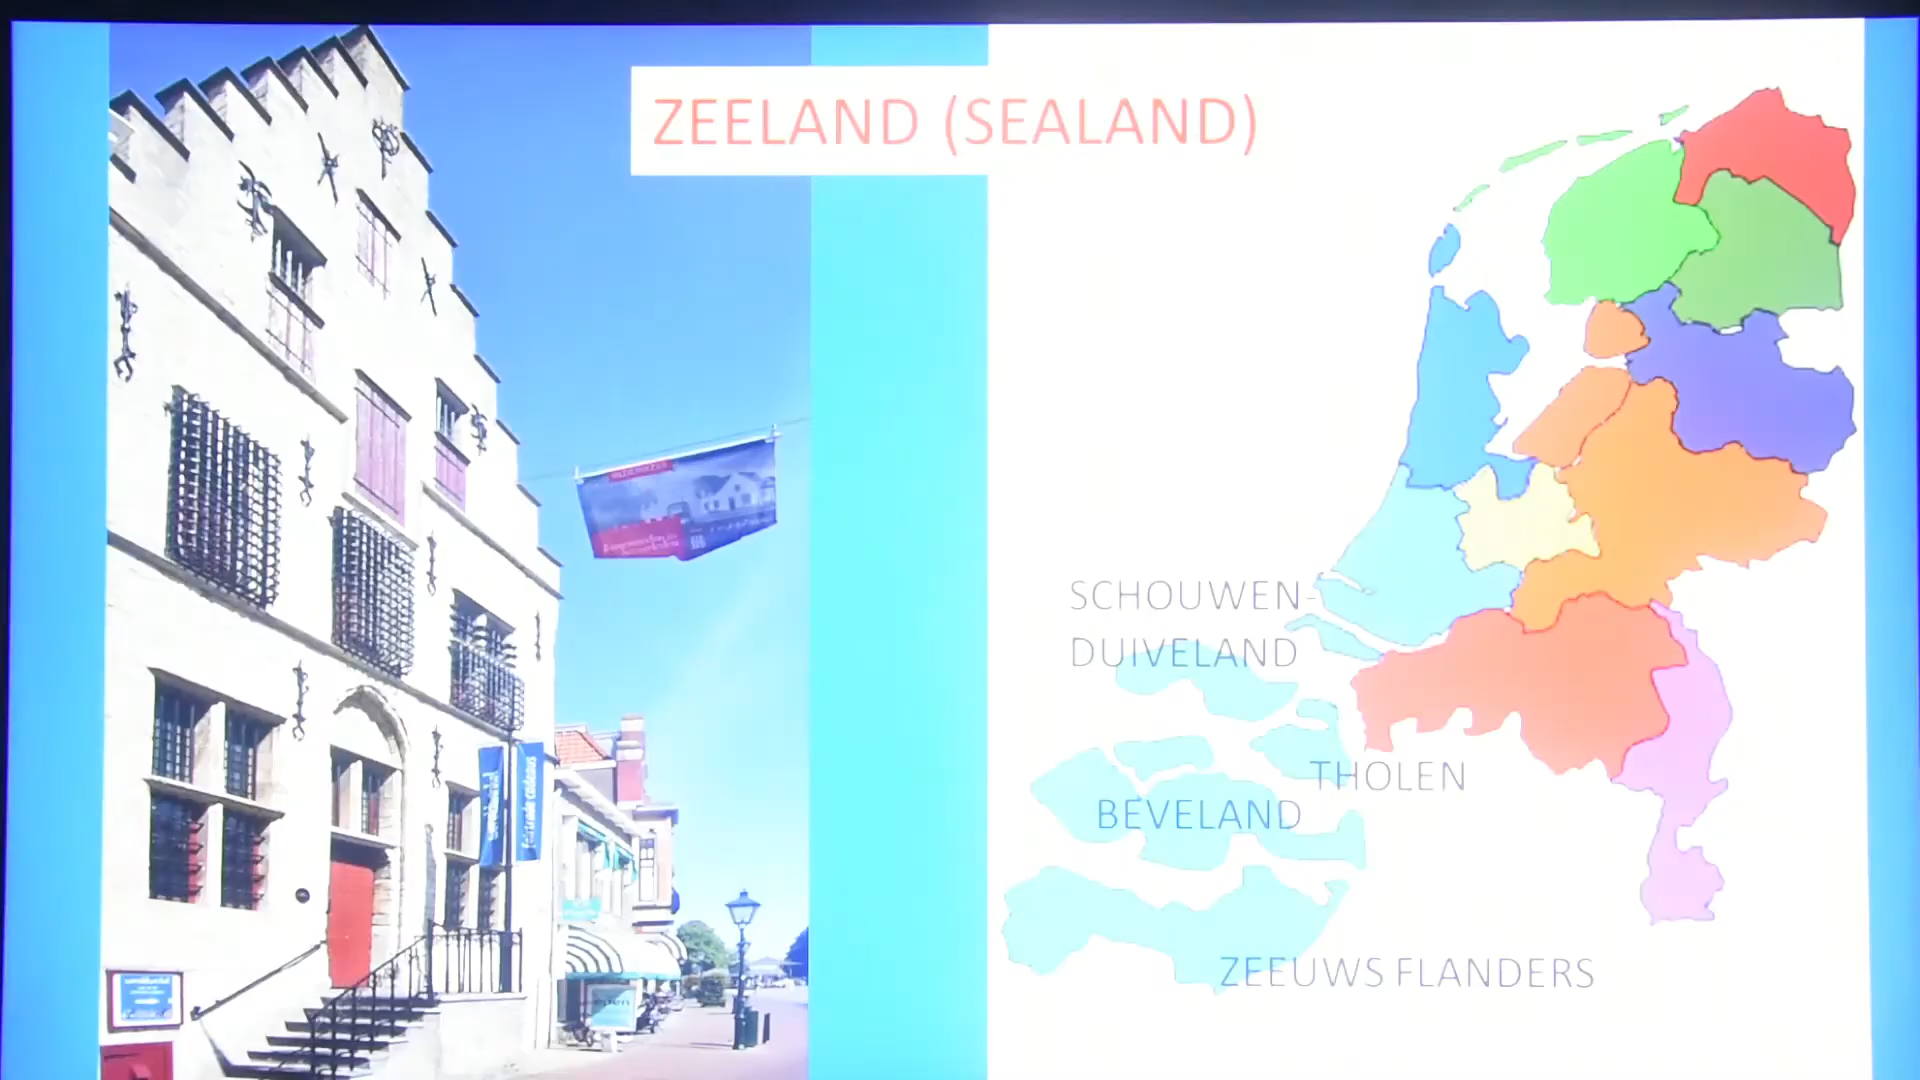 ZEELAND (SEALAND)
SCHOUWEN-
DUIVELAND
THOLEN
BEVELAND
ZEEUWS FLANDERS